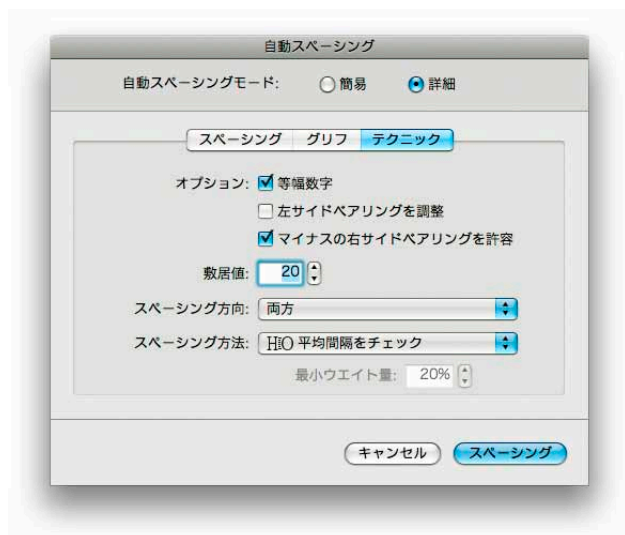 自動スペーシング
自動スペーシングモード: 簡易 詳細
スペーシング グリフ テクニック
オプション: 等幅数字
左サイドベアリングを調整
マイナスの右サイドベアリングを許容
敷居値: 20
スペーシング方向: 両方
スペーシング方法: HIO 平均間隔をチェック
最小ウエイト量: 20%
キャンセル スペーシング